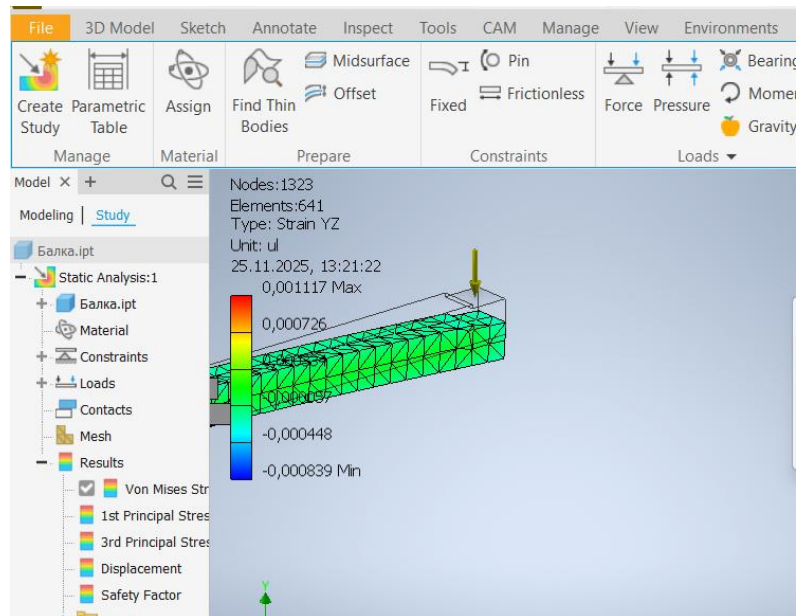 File 3D Model Sketch Annotate Inspect Tools CAM Manage View Environments
Create Study
Parametric Table
Assign
Find Thin Bodies
Midsurface
Offset
Fixed
Pin
Frictionless
Force
Pressure
Bearing
Gravity
Manage Material Prepare Constraints Loads
Model
Modeling | Study
Балка.ipt
Static Analysis:1
Балка.ipt
Material
Constraints
Loads
Contacts
Mesh
Results
Von Mises Str
1st Principal Stres
3rd Principal Stres
Displacement
Safety Factor
Nodes:1323
Elements:641
Type: Strain YZ
Unit: ul
25.11.2025, 13:21:22
0,001117 Max
0,000726
-0,000448
-0,000839 Min
Y